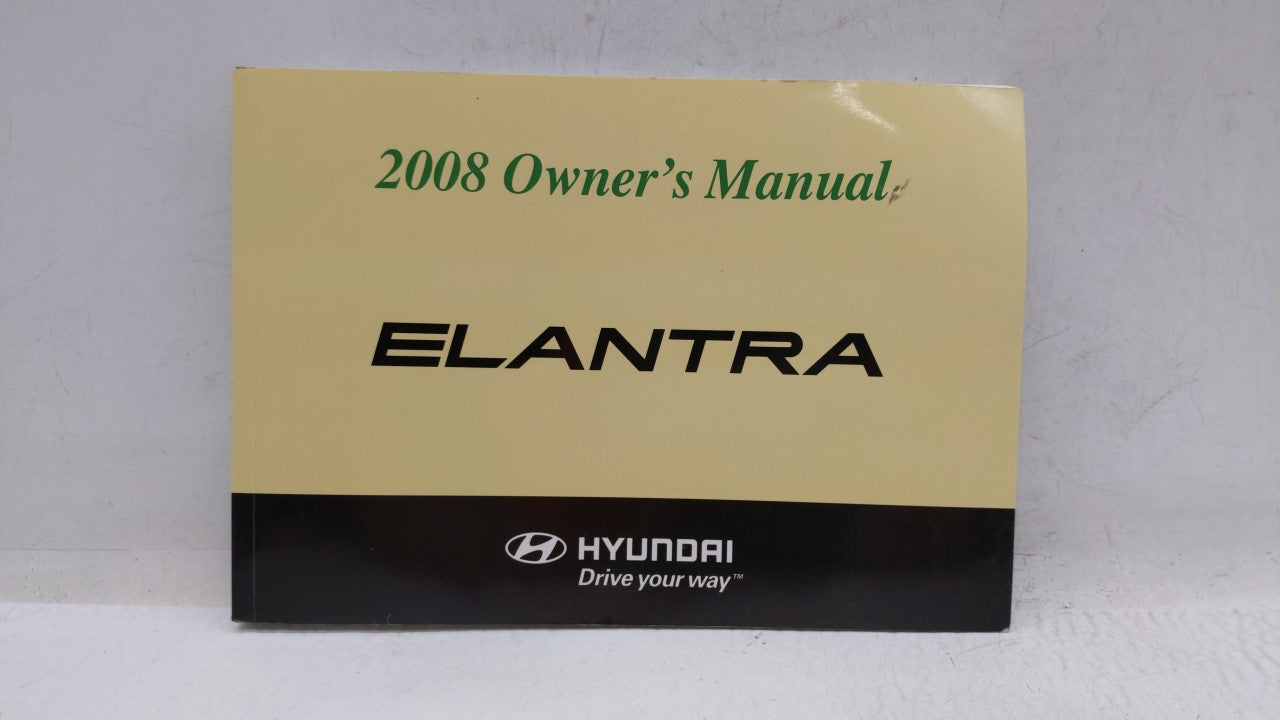 2008 Owner's Manual
ELANTRA
HYUNDAI
Drive your way™